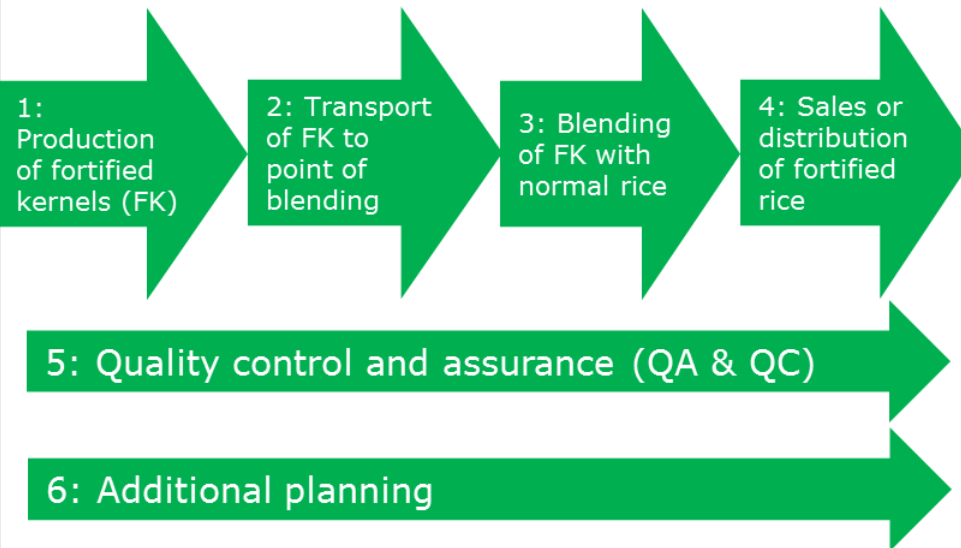 1:
Production
of fortified
kernels (FK)
2: Transport
of FK to
point of
blending
3: Blending
of FK with
normal rice
4: Sales or
distribution
of fortified
rice
5: Quality control and assurance (QA & QC)
6: Additional planning